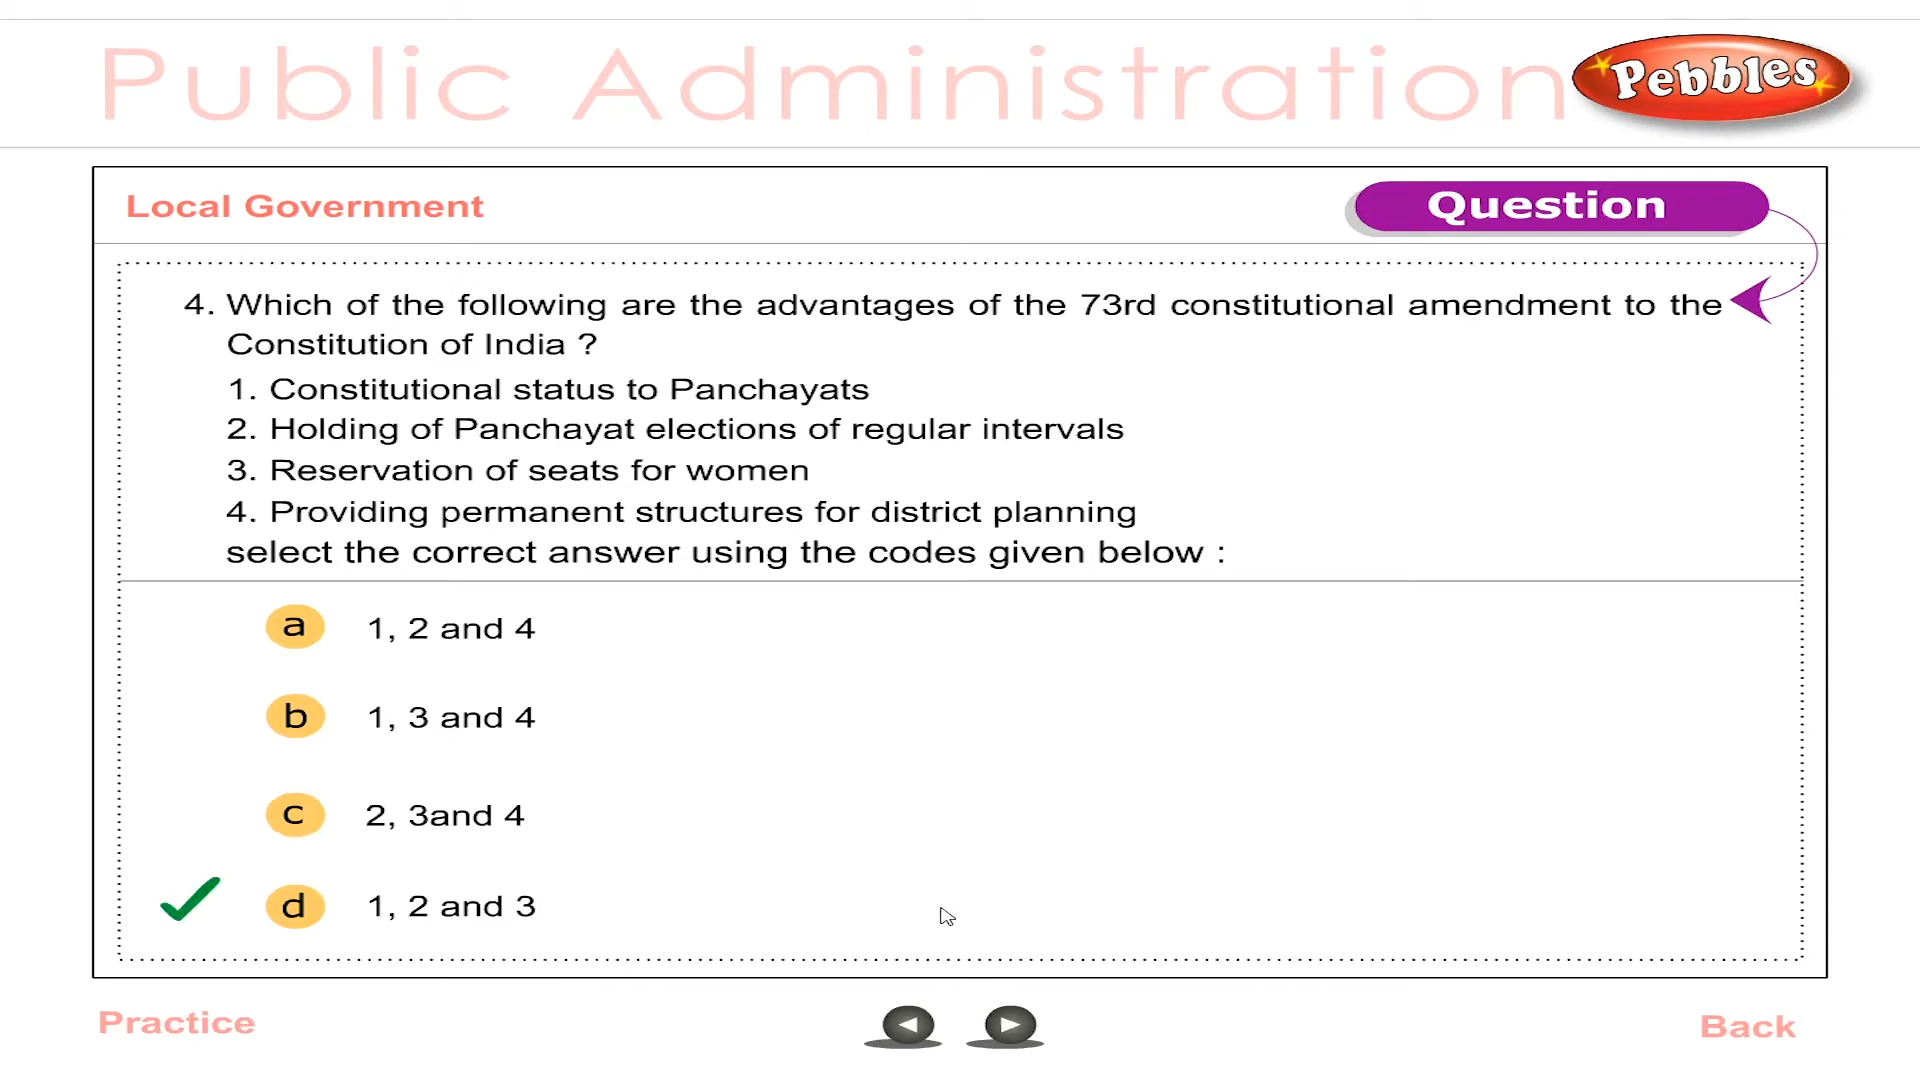 Public Administration
Pebbles
Local Government
Question
4. Which of the following are the advantages of the 73rd constitutional amendment to the
Constitution of India ?
1. Constitutional status to Panchayats
2. Holding of Panchayat elections of regular intervals
3. Reservation of seats for women
4. Providing permanent structures for district planning
select the correct answer using the codes given below :
a 1, 2 and 4
b 1, 3 and 4
c 2, 3and 4
d 1, 2 and 3
Practice
Back